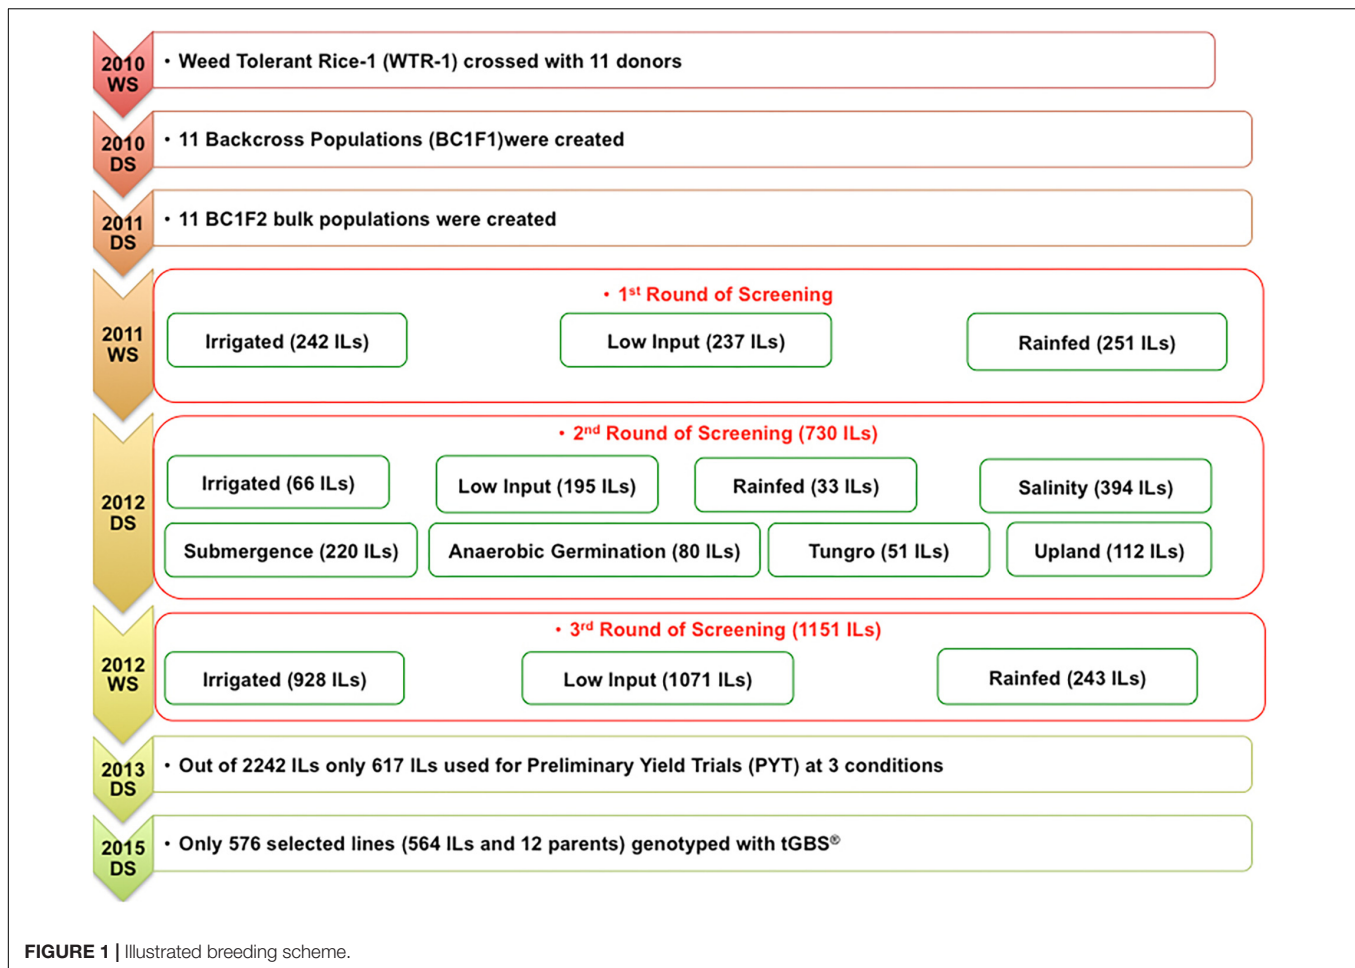 2010
WS
• Weed Tolerant Rice-1 (WTR-1) crossed with 11 donors
2010
DS
• 11 Backcross Populations (BC1F1)were created
2011
DS
• 11 BC1F2 bulk populations were created
2011
WS
• 1st Round of Screening
Irrigated (242 ILs)
Low Input (237 ILs)
Rainfed (251 ILs)
2012
DS
• 2nd Round of Screening (730 ILs)
Irrigated (66 ILs)
Low Input (195 ILs)
Rainfed (33 ILs)
Salinity (394 ILs)
Submergence (220 ILs)
Anaerobic Germination (80 ILs)
Tungro (51 ILs)
Upland (112 ILs)
2012
WS
• 3rd Round of Screening (1151 ILs)
Irrigated (928 ILs)
Low Input (1071 ILs)
Rainfed (243 ILs)
2013
DS
• Out of 2242 ILs only 617 ILs used for Preliminary Yield Trials (PYT) at 3 conditions
2015
DS
• Only 576 selected lines (564 ILs and 12 parents) genotyped with tGBS®
FIGURE 1 | Illustrated breeding scheme.